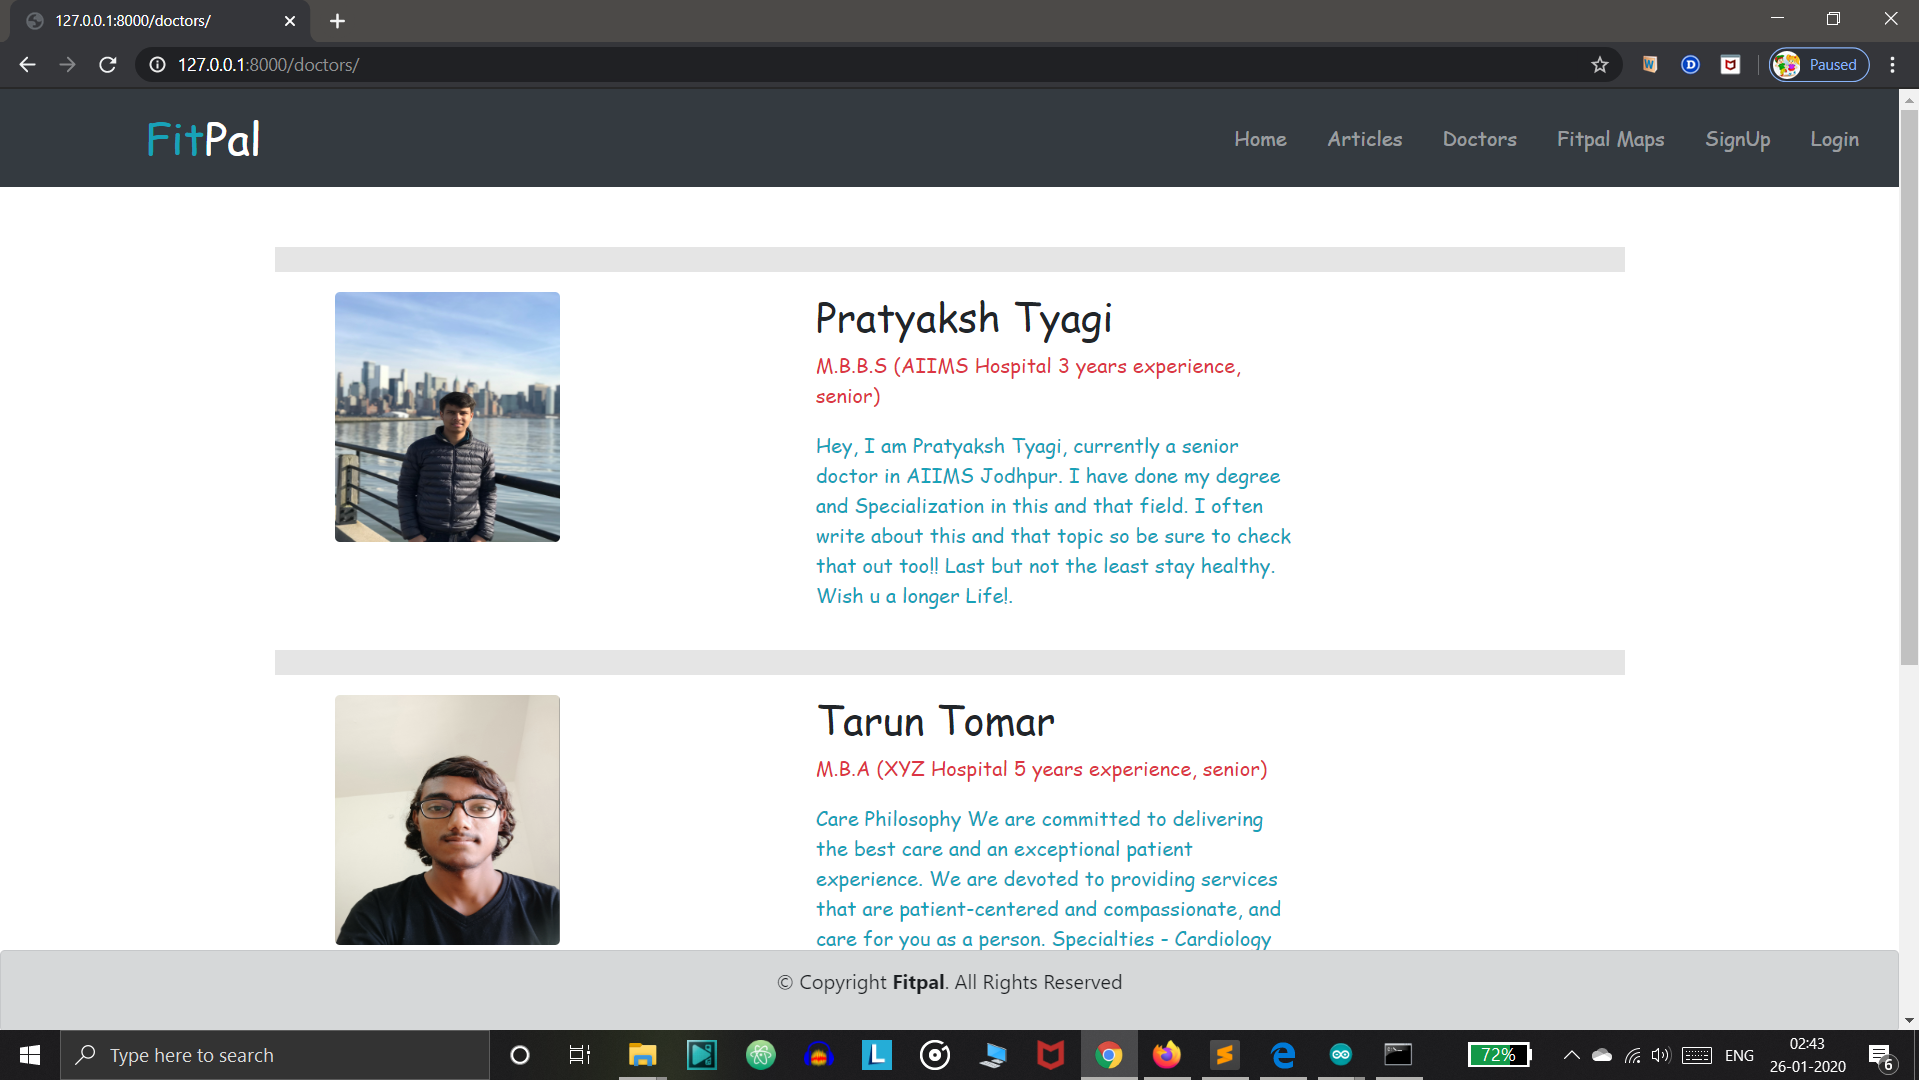 127.0.0.1:8000/doctors/
127.0.0.1:8000/doctors/
Paused
FitPal
Home Articles Doctors Fitpal Maps SignUp Login
Pratyaksh Tyagi
M.B.B.S (AIIMS Hospital 3 years experience,
senior)
Hey, I am Pratyaksh Tyagi, currently a senior
doctor in AIIMS Jodhpur. I have done my degree
and Specialization in this and that field. I often
write about this and that topic so be sure to check
that out too!! Last but not the least stay healthy.
Wish u a longer Life!.
Tarun Tomar
M.B.A (XYZ Hospital 5 years experience, senior)
Care Philosophy We are committed to delivering
the best care and an exceptional patient
experience. We are devoted to providing services
that are patient-centered and compassionate, and
care for you as a person. Specialties - Cardiology
© Copyright Fitpal. All Rights Reserved
Type here to search
72%
ENG
02:43
26-01-2020
6